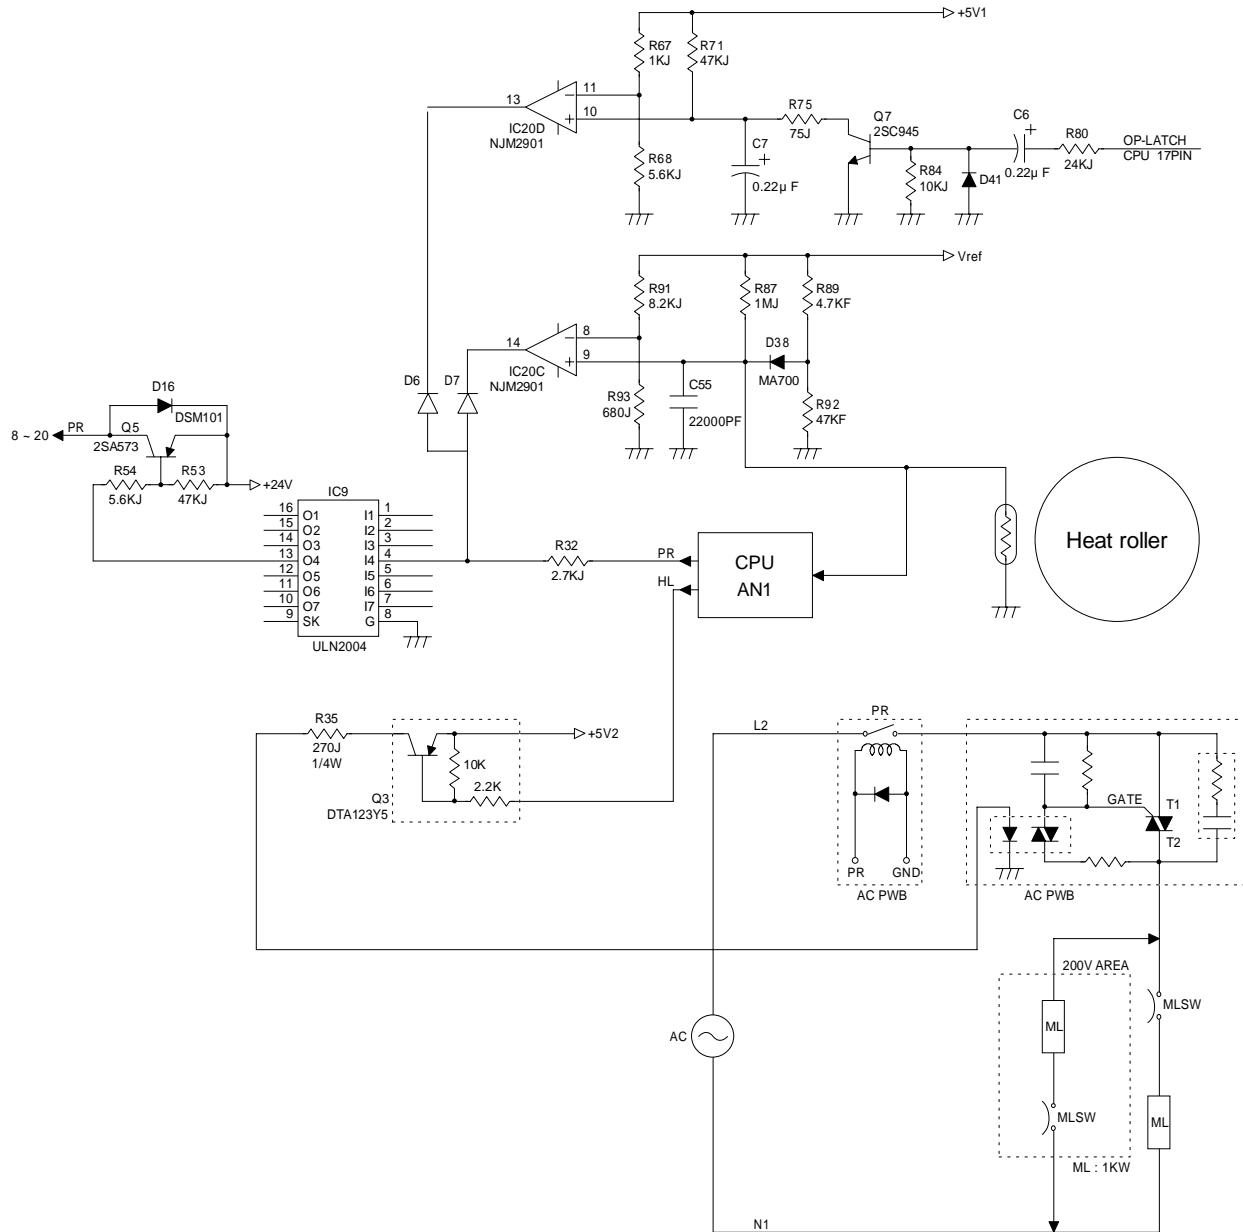 +5V1
R67
1KJ
R71
47KJ
13
11
10
IC20D
NJM2901
R75
75J
Q7
2SC945
C6
+
R80
24KJ
OP-LATCH
CPU 17PIN
R68
5.6KJ
C7
+
0.22µ F
R84
10KJ
D41
0.22µ F
Vref
R91
8.2KJ
R87
1MJ
R89
4.7KF
14
8
9
IC20C
NJM2901
D38
MA700
D6
D7
R93
680J
C55
22000PF
R92
47KF
D16
DSM101
8 ~ 20
PR
Q5
2SA573
R54
5.6KJ
R53
47KJ
+24V
IC9
16 O1 I1 1
15 O2 I2 2
14 O3 I3 3
13 O4 I4 4
12 O5 I5 5
11 O6 I6 6
10 O7 I7 7
9 SK G 8
ULN2004
R32
2.7KJ
PR
HL
CPU
AN1
Heat roller
R35
270J
1/4W
+5V2
10K
2.2K
Q3
DTA123Y5
L2
PR
PR
GND
AC PWB
GATE
T1
T2
AC PWB
200V AREA
ML
MLSW
MLSW
ML
ML : 1KW
AC
N1